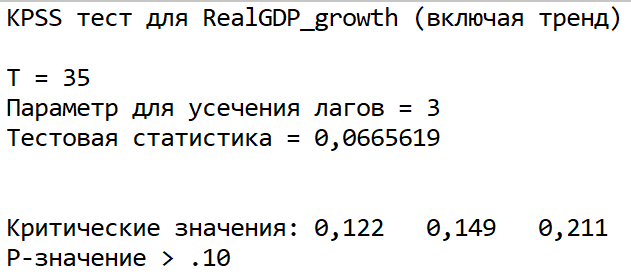 KPSS тест для RealGDP_growth (включая тренд)
T = 35
Параметр для усечения лагов = 3
Тестовая статистика = 0,0665619
Критические значения: 0,122 0,149 0,211
P-значение > .10